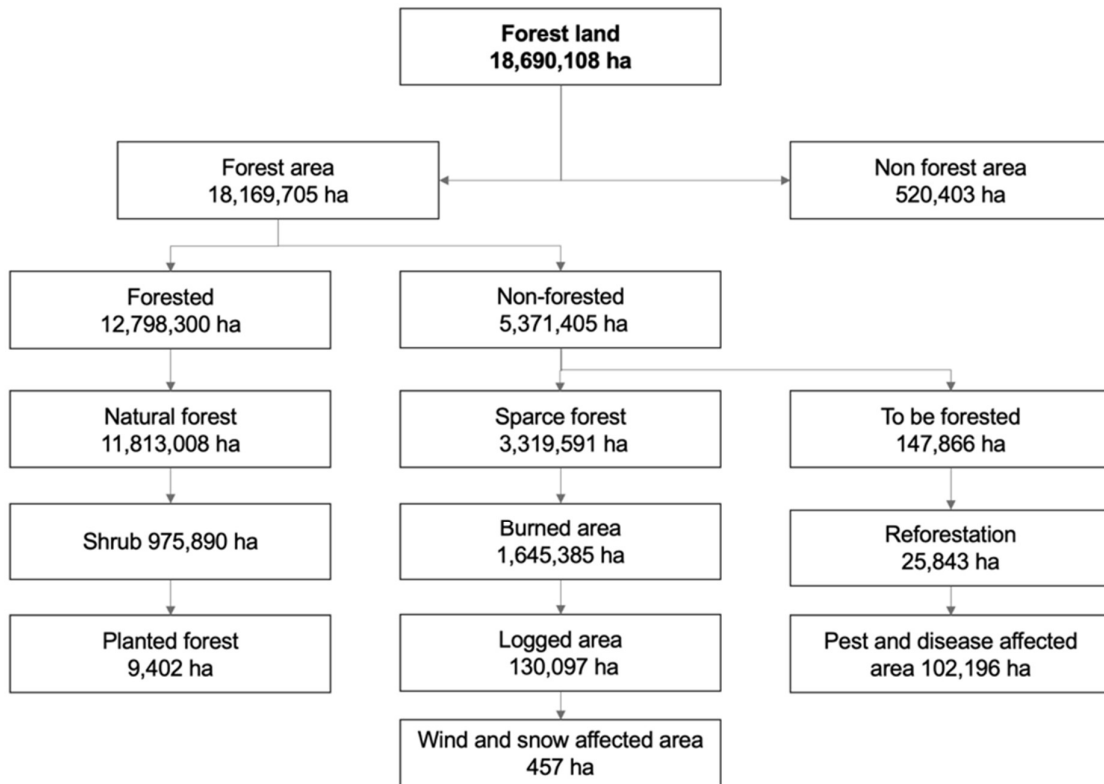 Forest land
18,690,108 ha
Forest area
18,169,705 ha
Non forest area
520,403 ha
Forested
12,798,300 ha
Non-forested
5,371,405 ha
Natural forest
11,813,008 ha
Sparce forest
3,319,591 ha
To be forested
147,866 ha
Shrub 975,890 ha
Burned area
1,645,385 ha
Reforestation
25,843 ha
Planted forest
9,402 ha
Logged area
130,097 ha
Pest and disease affected
area 102,196 ha
Wind and snow affected area
457 ha